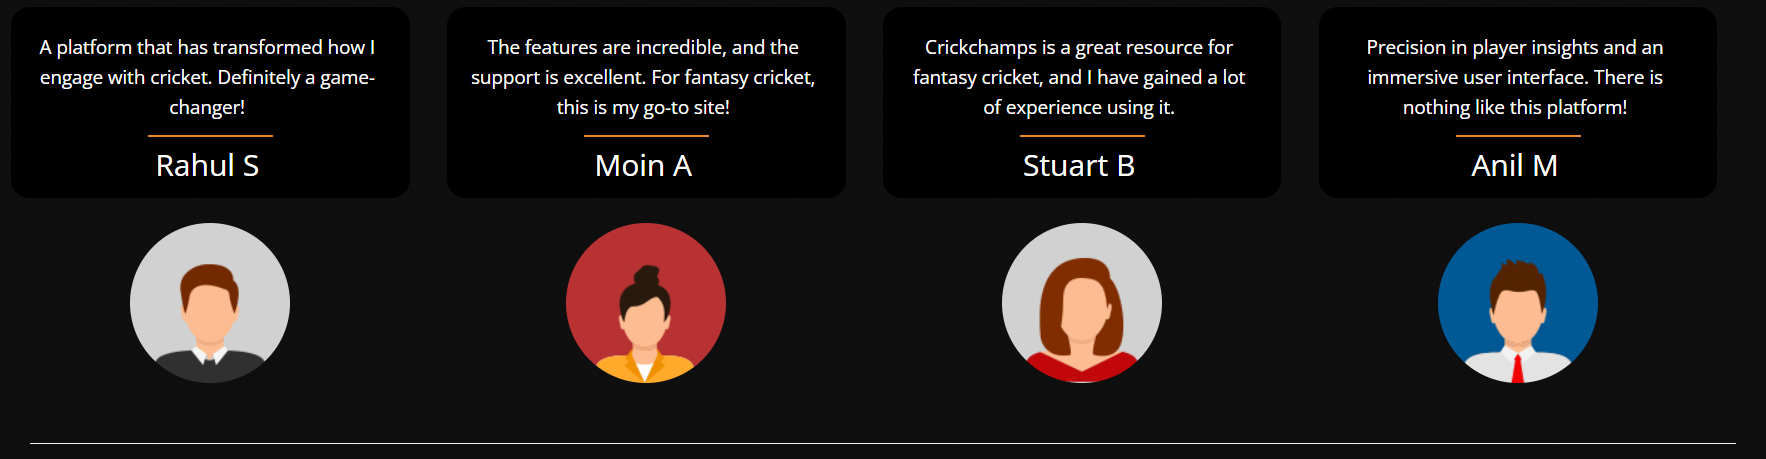 A platform that has transformed how I
engage with cricket. Definitely a game-
changer!
Rahul S
The features are incredible, and the
support is excellent. For fantasy cricket,
this is my go-to site!
Moin A
Crickchamps is a great resource for
fantasy cricket, and I have gained a lot
of experience using it.
Stuart B
Precision in player insights and an
immersive user interface. There is
nothing like this platform!
Anil M